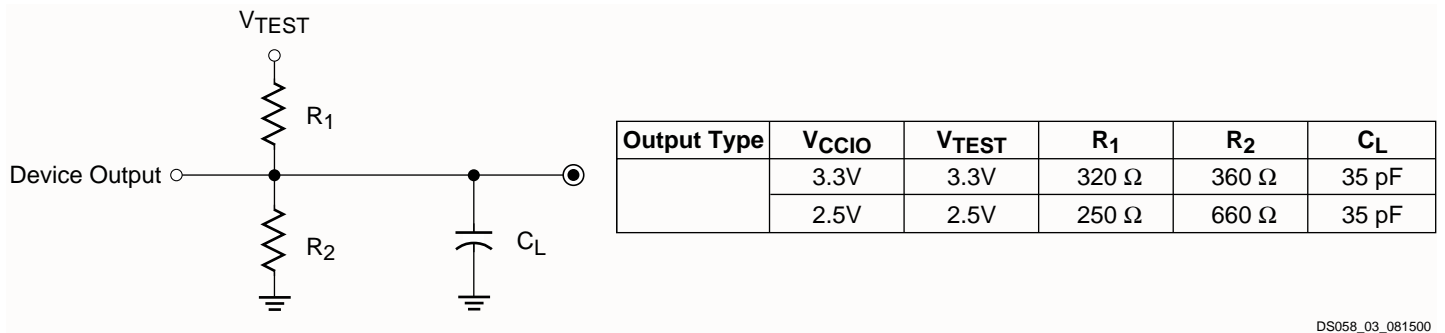 VTEST
R1
Device Output
R2
CL
Output Type VCCIO VTEST R1 R2 CL
3.3V 3.3V 320 Ω 360 Ω 35 pF
2.5V 2.5V 250 Ω 660 Ω 35 pF
DS058_03_081500